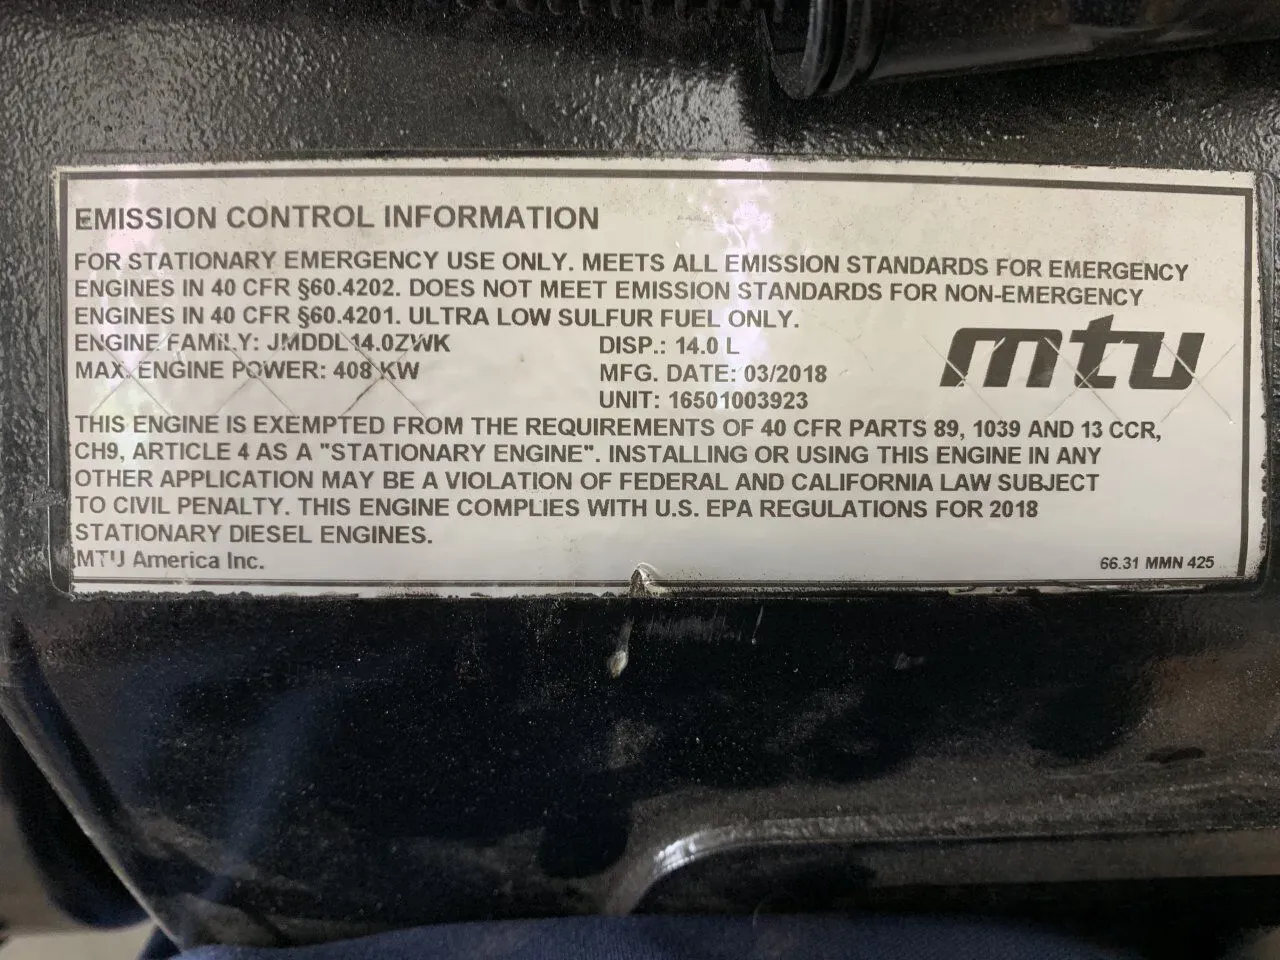 EMISSION CONTROL INFORMATION
FOR STATIONARY EMERGENCY USE ONLY. MEETS ALL EMISSION STANDARDS FOR EMERGENCY
ENGINES IN 40 CFR §60.4202. DOES NOT MEET EMISSION STANDARDS FOR NON-EMERGENCY
ENGINES IN 40 CFR §60.4201. ULTRA LOW SULFUR FUEL ONLY.
ENGINE FAMILY: JMDDL14.0ZWK DISP.: 14.0 L
MAX. ENGINE POWER: 408 KW MFG. DATE: 03/2018
UNIT: 16501003923
mtu
THIS ENGINE IS EXEMPTED FROM THE REQUIREMENTS OF 40 CFR PARTS 89, 1039 AND 13 CCR,
CH9, ARTICLE 4 AS A "STATIONARY ENGINE". INSTALLING OR USING THIS ENGINE IN ANY
OTHER APPLICATION MAY BE A VIOLATION OF FEDERAL AND CALIFORNIA LAW SUBJECT
TO CIVIL PENALTY. THIS ENGINE COMPLIES WITH U.S. EPA REGULATIONS FOR 2018
STATIONARY DIESEL ENGINES.
MTU America Inc. 66.31 MMN 425